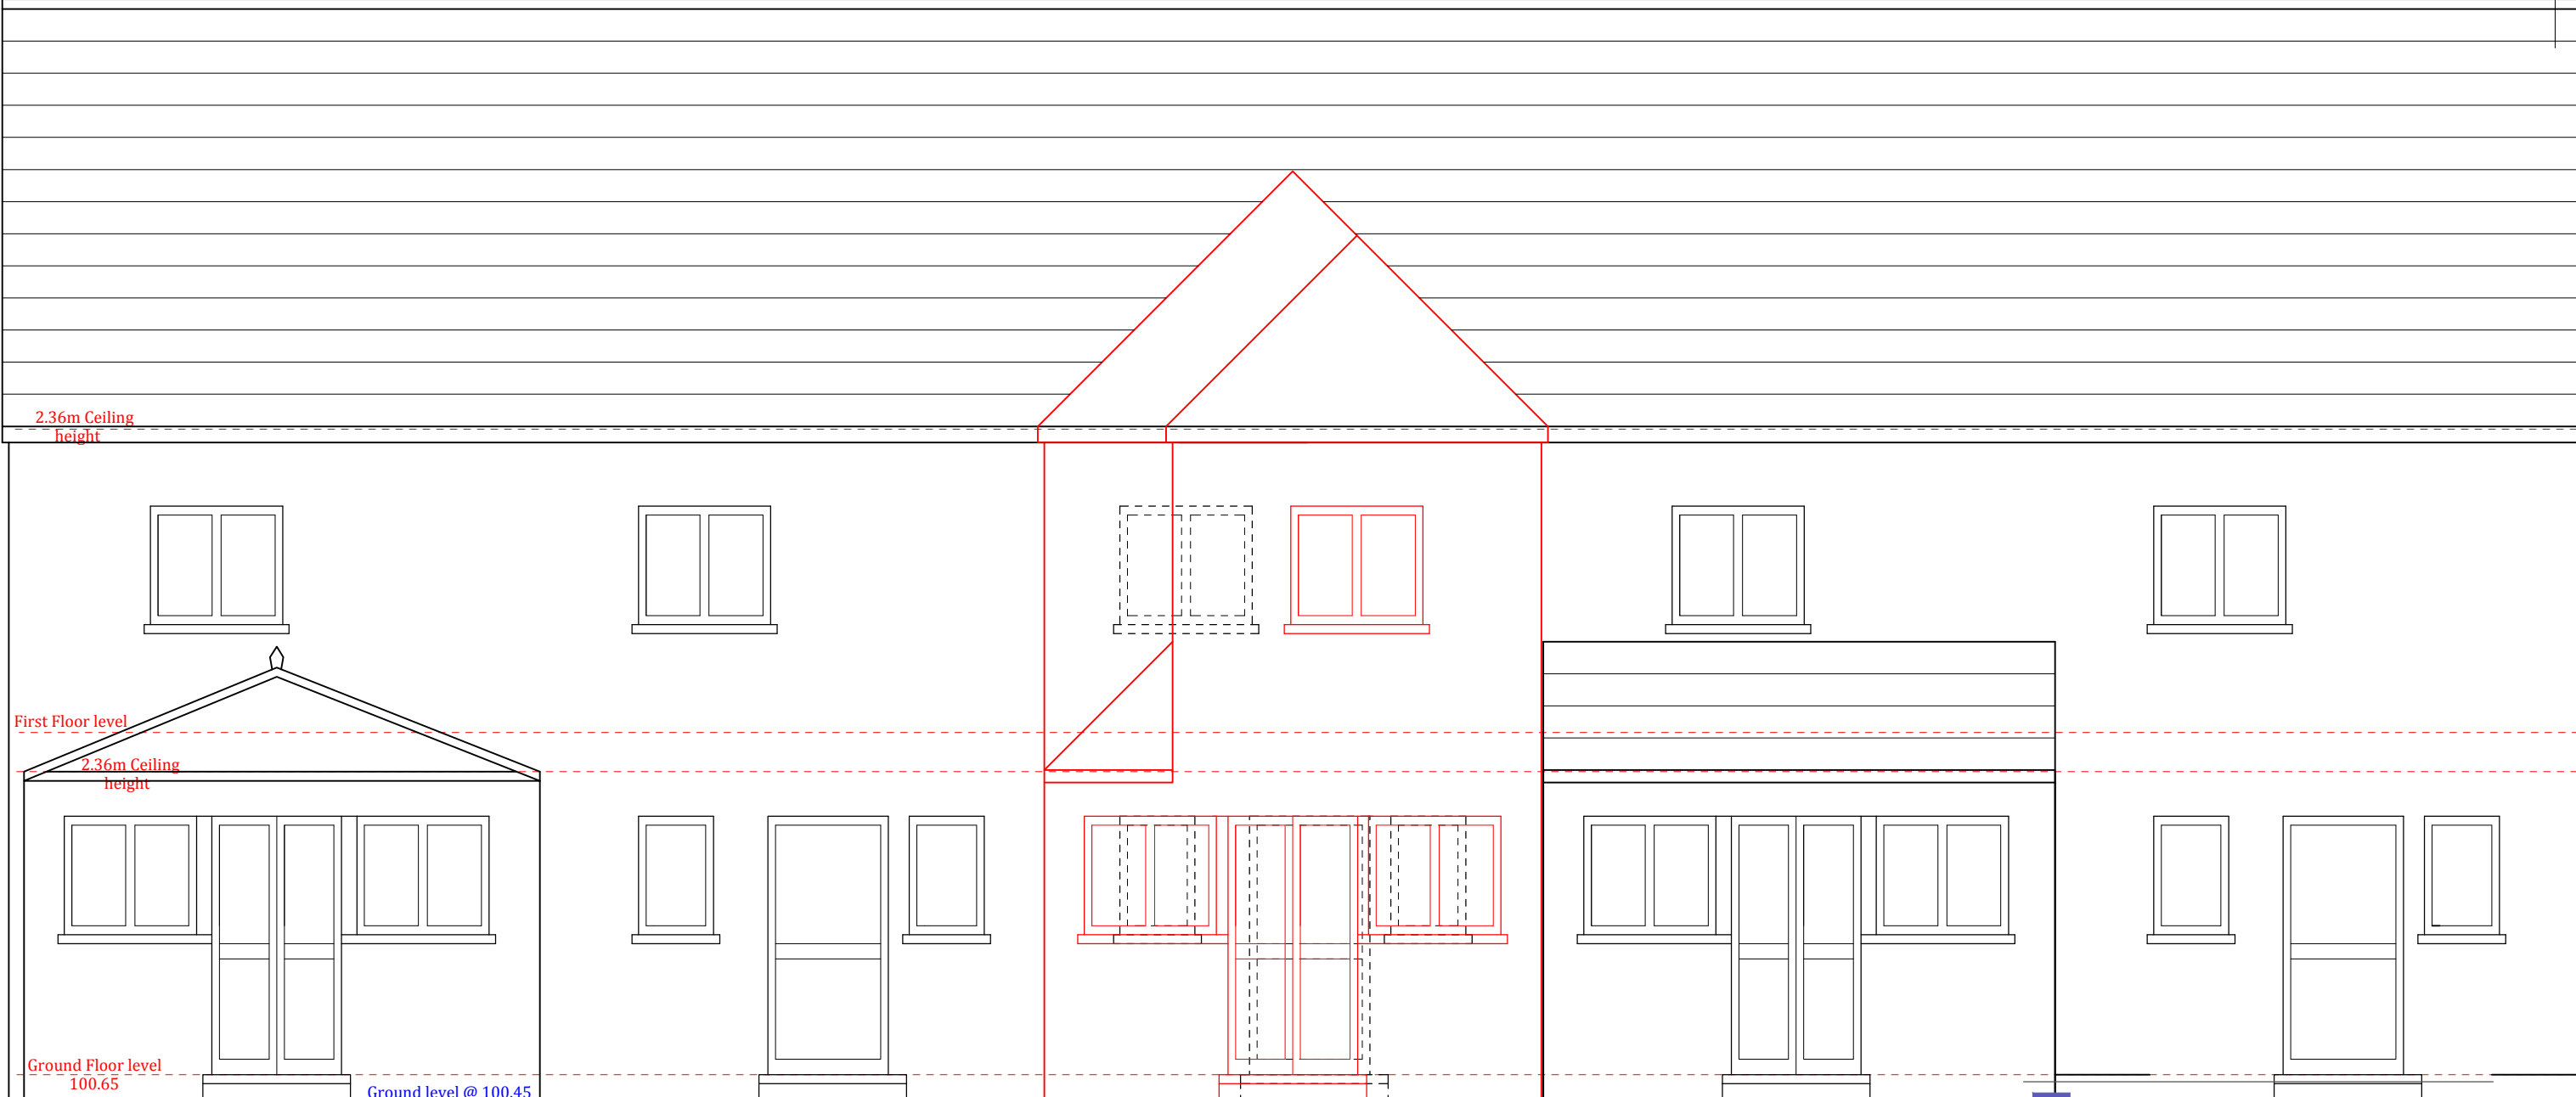 2.36m Ceiling
height
First Floor level
2.36m Ceiling
height
Ground Floor level
100.65
Ground level @ 100.45